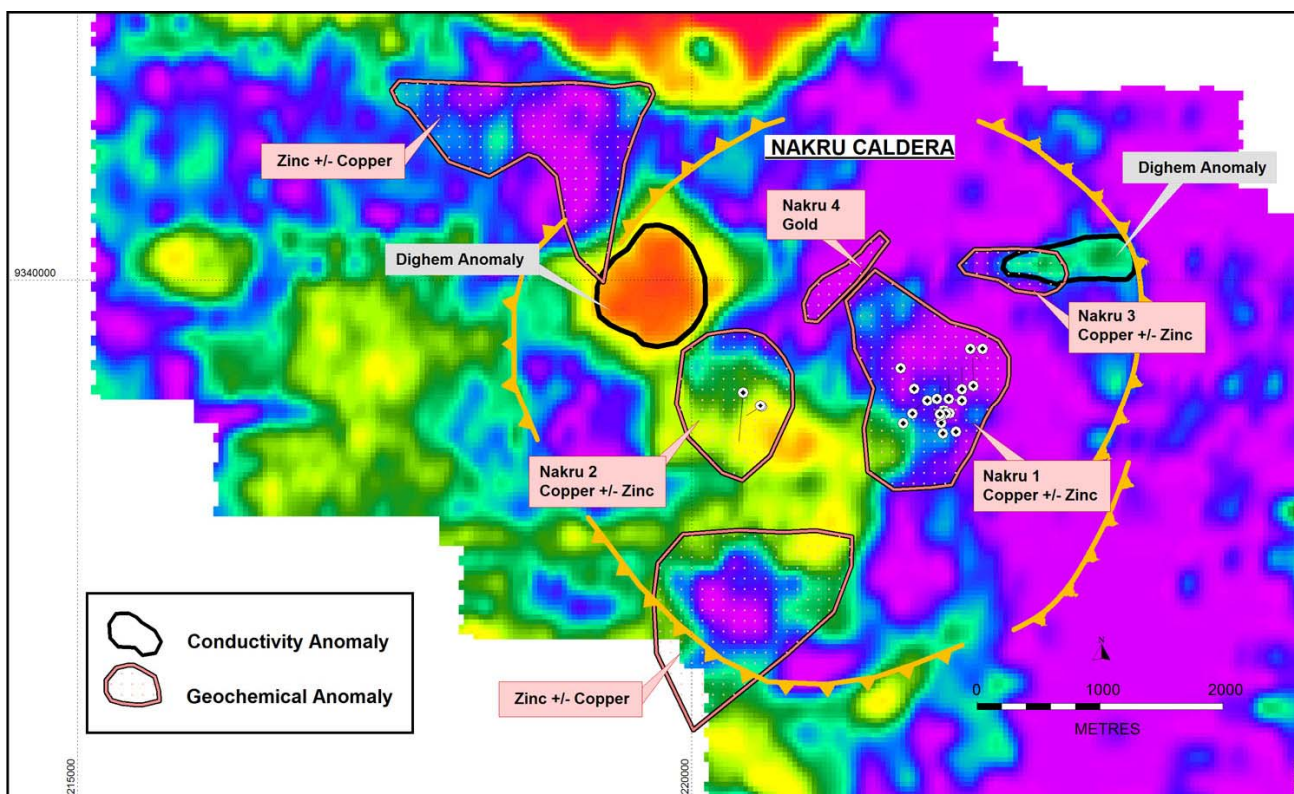 NAKRU CALDERA
Zinc +/- Copper
Dighem Anomaly
Nakru 4
Gold
Dighem Anomaly
9340000
Nakru 3
Copper +/- Zinc
Nakru 2
Copper +/- Zinc
Nakru 1
Copper +/- Zinc
Conductivity Anomaly
Geochemical Anomaly
Zinc +/- Copper
N
0 1000 2000
METRES
215000
220000